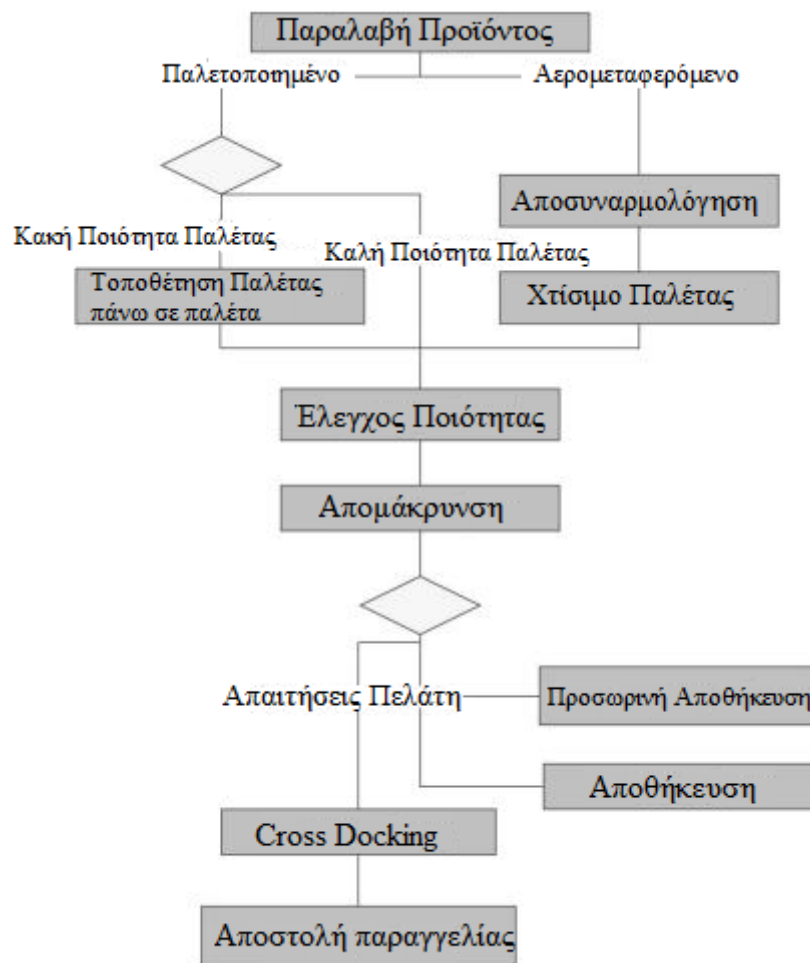 Παραλαβή Προϊόντος
Παλετοποιημένο
Αερομεταφερόμενο
Αποσυναρμολόγηση
Κακή Ποιότητα Παλέτας
Καλή Ποιότητα Παλέτας
Τοποθέτηση Παλέτας
πάνω σε παλέτα
Χτίσιμο Παλέτας
Έλεγχος Ποιότητας
Απομάκρυνση
Απαιτήσεις Πελάτη
Προσωρινή Αποθήκευση
Αποθήκευση
Cross Docking
Αποστολή παραγγελίας